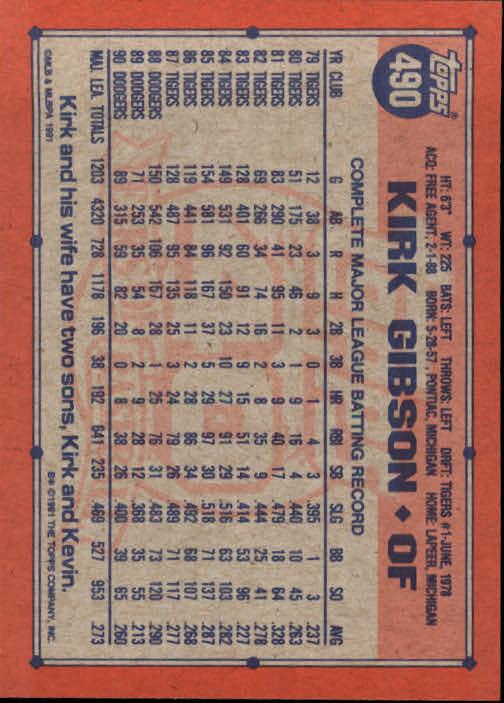 TOPPS®
490
KIRK GIBSON ♦ OF
HT: 6'3" WT: 225 BATS: LEFT THROWS: LEFT DRFT: TIGERS #1-JUNE, 1978
ACQ: FREE AGENT, 2-1-88 BORN: 5-28-57, PONTIAC, MICHIGAN HOME: LAPEER, MICHIGAN
COMPLETE MAJOR LEAGUE BATTING RECORD
YR CLUB G AB R H 2B 3B HR RBI SB SLG BB SO AVG
79 TIGERS 12 38 3 9 3 0 1 4 3 .395 1 3 .237
80 TIGERS 51 175 23 46 2 1 9 16 4 .440 10 45 .263
81 TIGERS 83 290 41 95 11 3 9 40 17 .479 18 64 .328
82 TIGERS 69 266 34 74 16 2 8 35 9 .444 25 41 .278
83 TIGERS 128 401 60 91 12 9 15 51 14 .414 53 96 .227
84 TIGERS 149 531 92 150 23 10 27 91 29 .516 63 103 .282
85 TIGERS 154 581 96 167 37 5 29 97 30 .518 71 137 .287
86 TIGERS 119 441 84 118 11 2 28 86 34 .492 68 107 .268
87 TIGERS 128 487 95 135 25 3 24 79 26 .489 71 117 .277
88 DODGERS 150 542 106 157 28 1 25 76 31 .483 73 120 .290
89 DODGERS 71 253 35 54 8 2 9 28 12 .368 35 55 .213
90 DODGERS 89 315 59 82 20 0 8 38 26 .400 39 65 .260
MAJ. LEA. TOTALS 1203 4320 728 1178 196 38 192 641 235 .469 527 953 .273
Kirk and his wife have two sons, Kirk and Kevin.
©MLB & MLBPA 1991
B* ©1991 THE TOPPS COMPANY, INC.